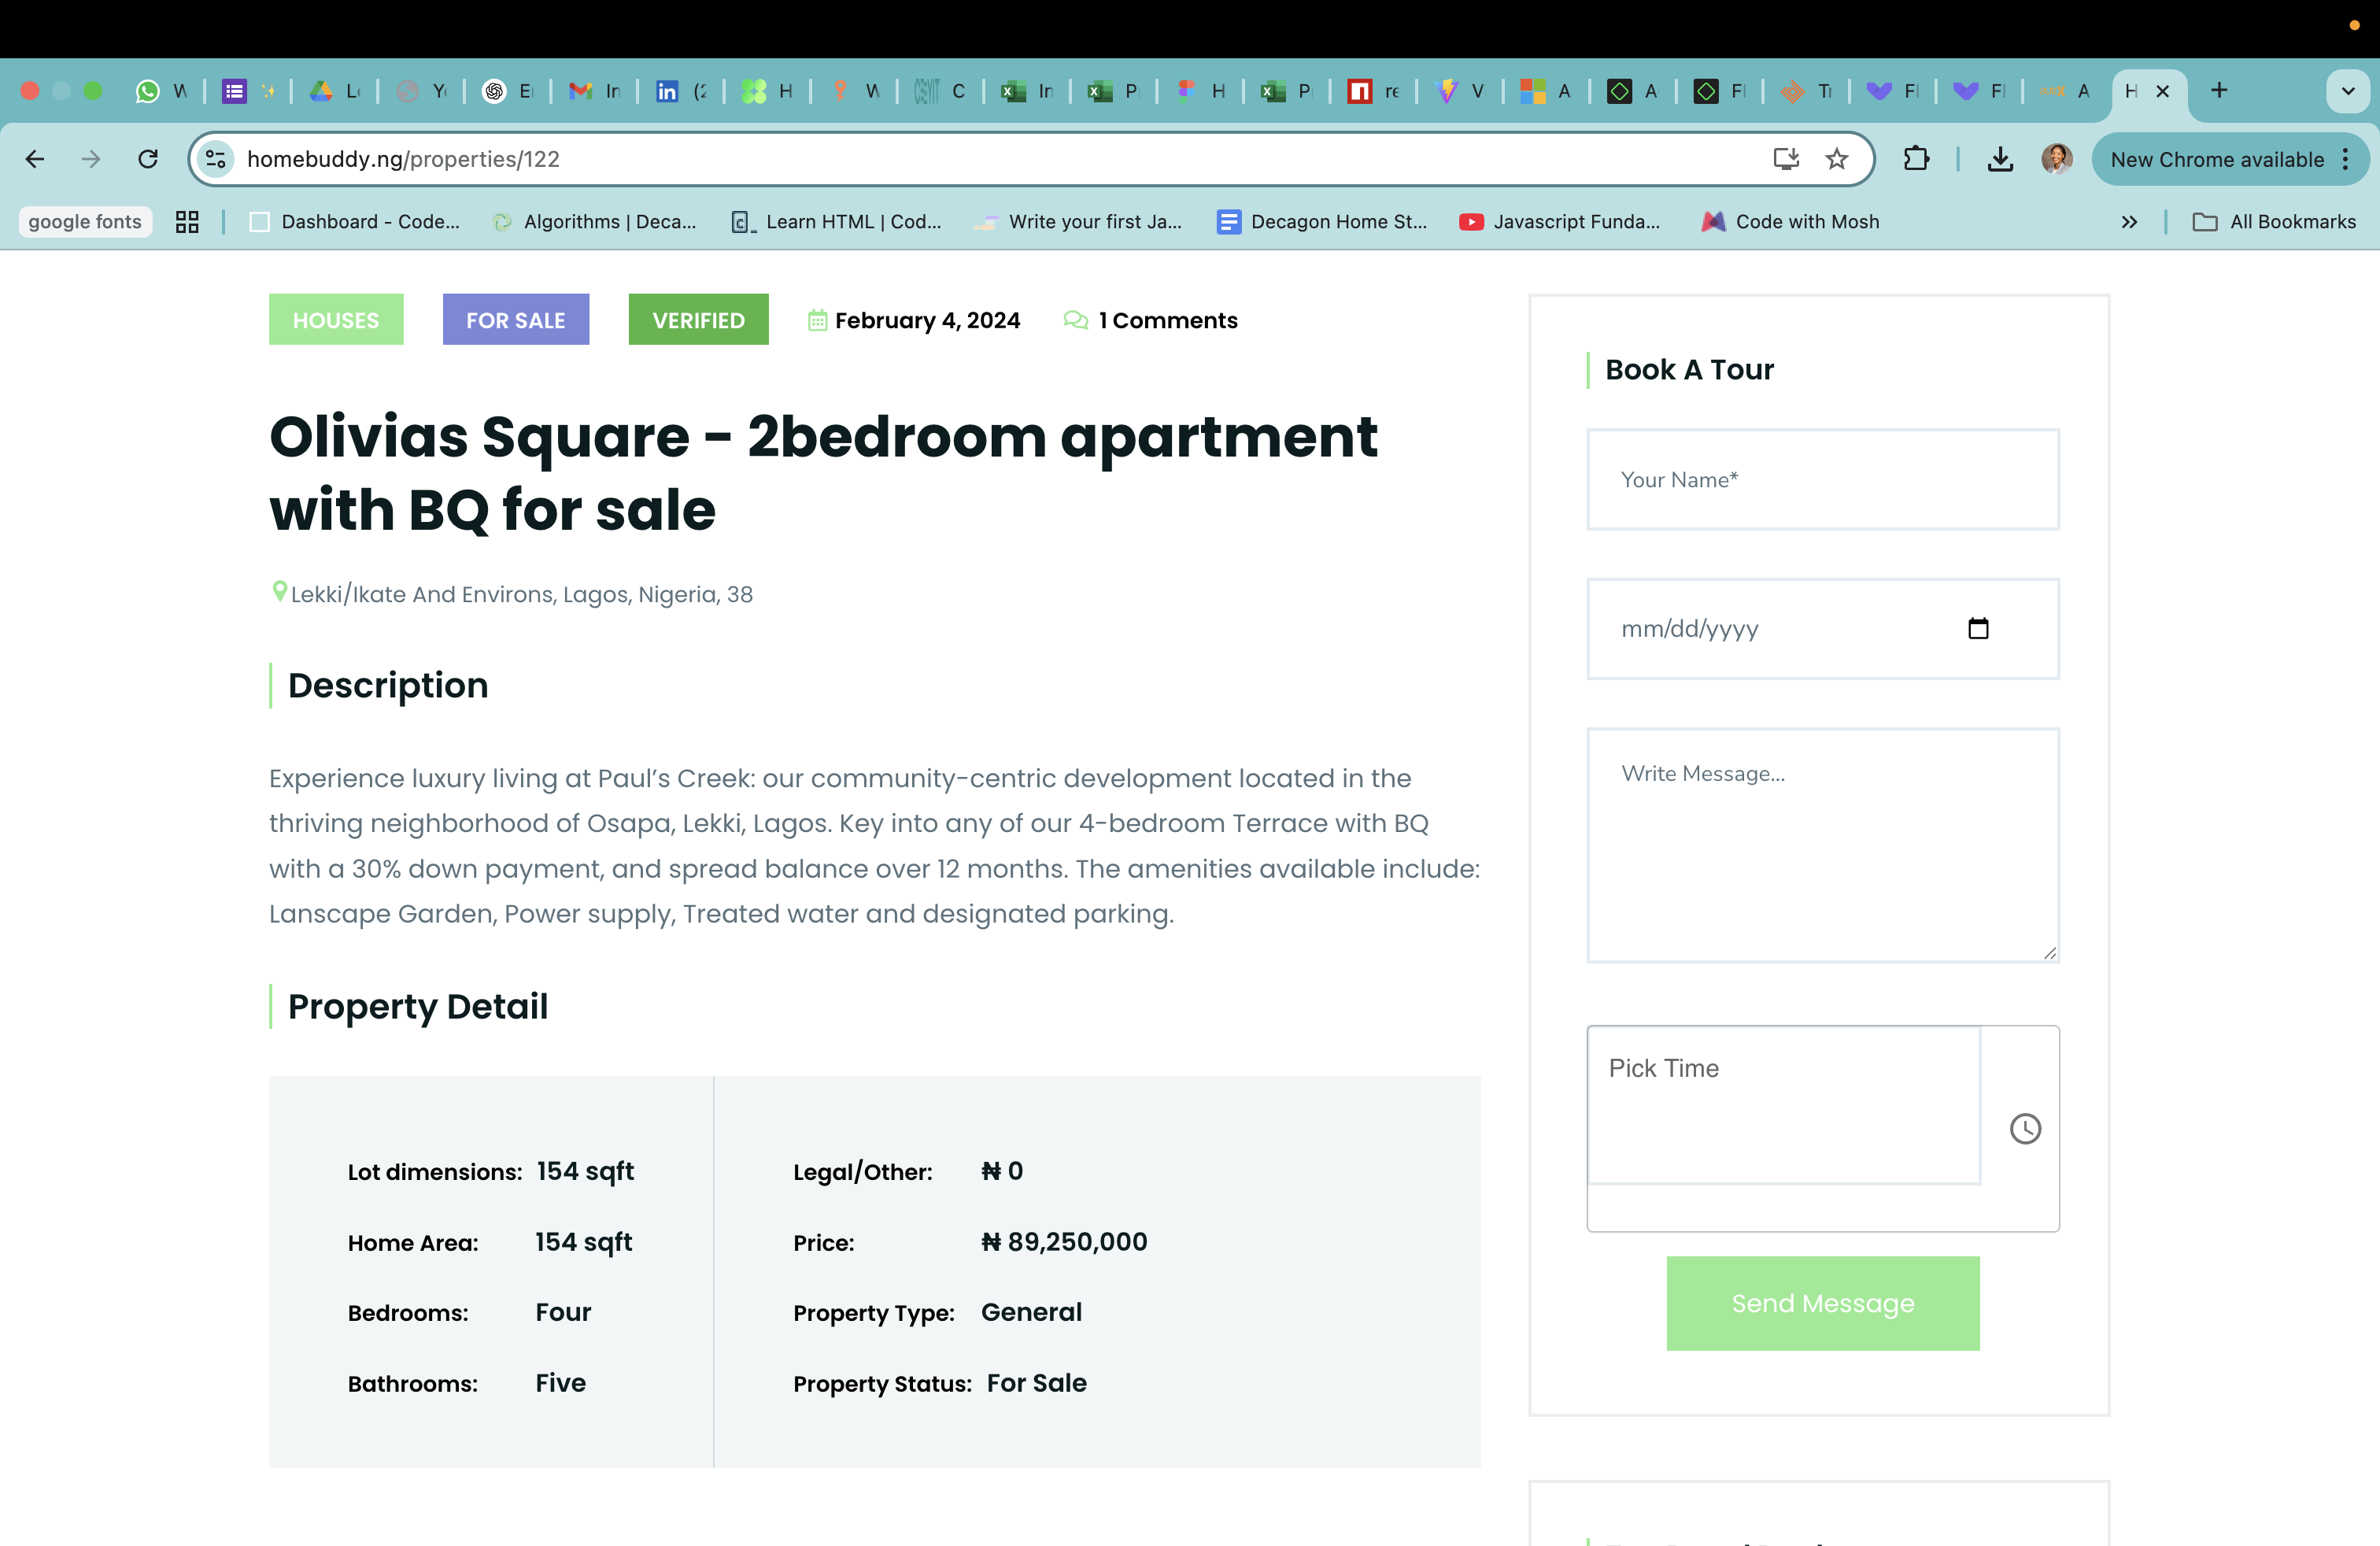 W
L
Y
E
In
(2
H
W
C
In
P
H
P
re
V
A
A
Fl
Tr
Fl
Fl
A
H
homebuddy.ng/properties/122
New Chrome available
google fonts
Dashboard - Code...
Algorithms | Deca...
Learn HTML | Cod...
Write your first Ja...
Decagon Home St...
Javascript Funda...
Code with Mosh
All Bookmarks
HOUSES FOR SALE VERIFIED February 4, 2024 1 Comments
Olivias Square - 2bedroom apartment
with BQ for sale
Lekki/Ikate And Environs, Lagos, Nigeria, 38
Description
Experience luxury living at Paul’s Creek: our community-centric development located in the
thriving neighborhood of Osapa, Lekki, Lagos. Key into any of our 4-bedroom Terrace with BQ
with a 30% down payment, and spread balance over 12 months. The amenities available include:
Lanscape Garden, Power supply, Treated water and designated parking.
Property Detail
Lot dimensions: 154 sqft
Home Area: 154 sqft
Bedrooms: Four
Bathrooms: Five
Legal/Other: ₦ 0
Price: ₦ 89,250,000
Property Type: General
Property Status: For Sale
Book A Tour
Your Name*
mm/dd/yyyy
Write Message...
Pick Time
Send Message